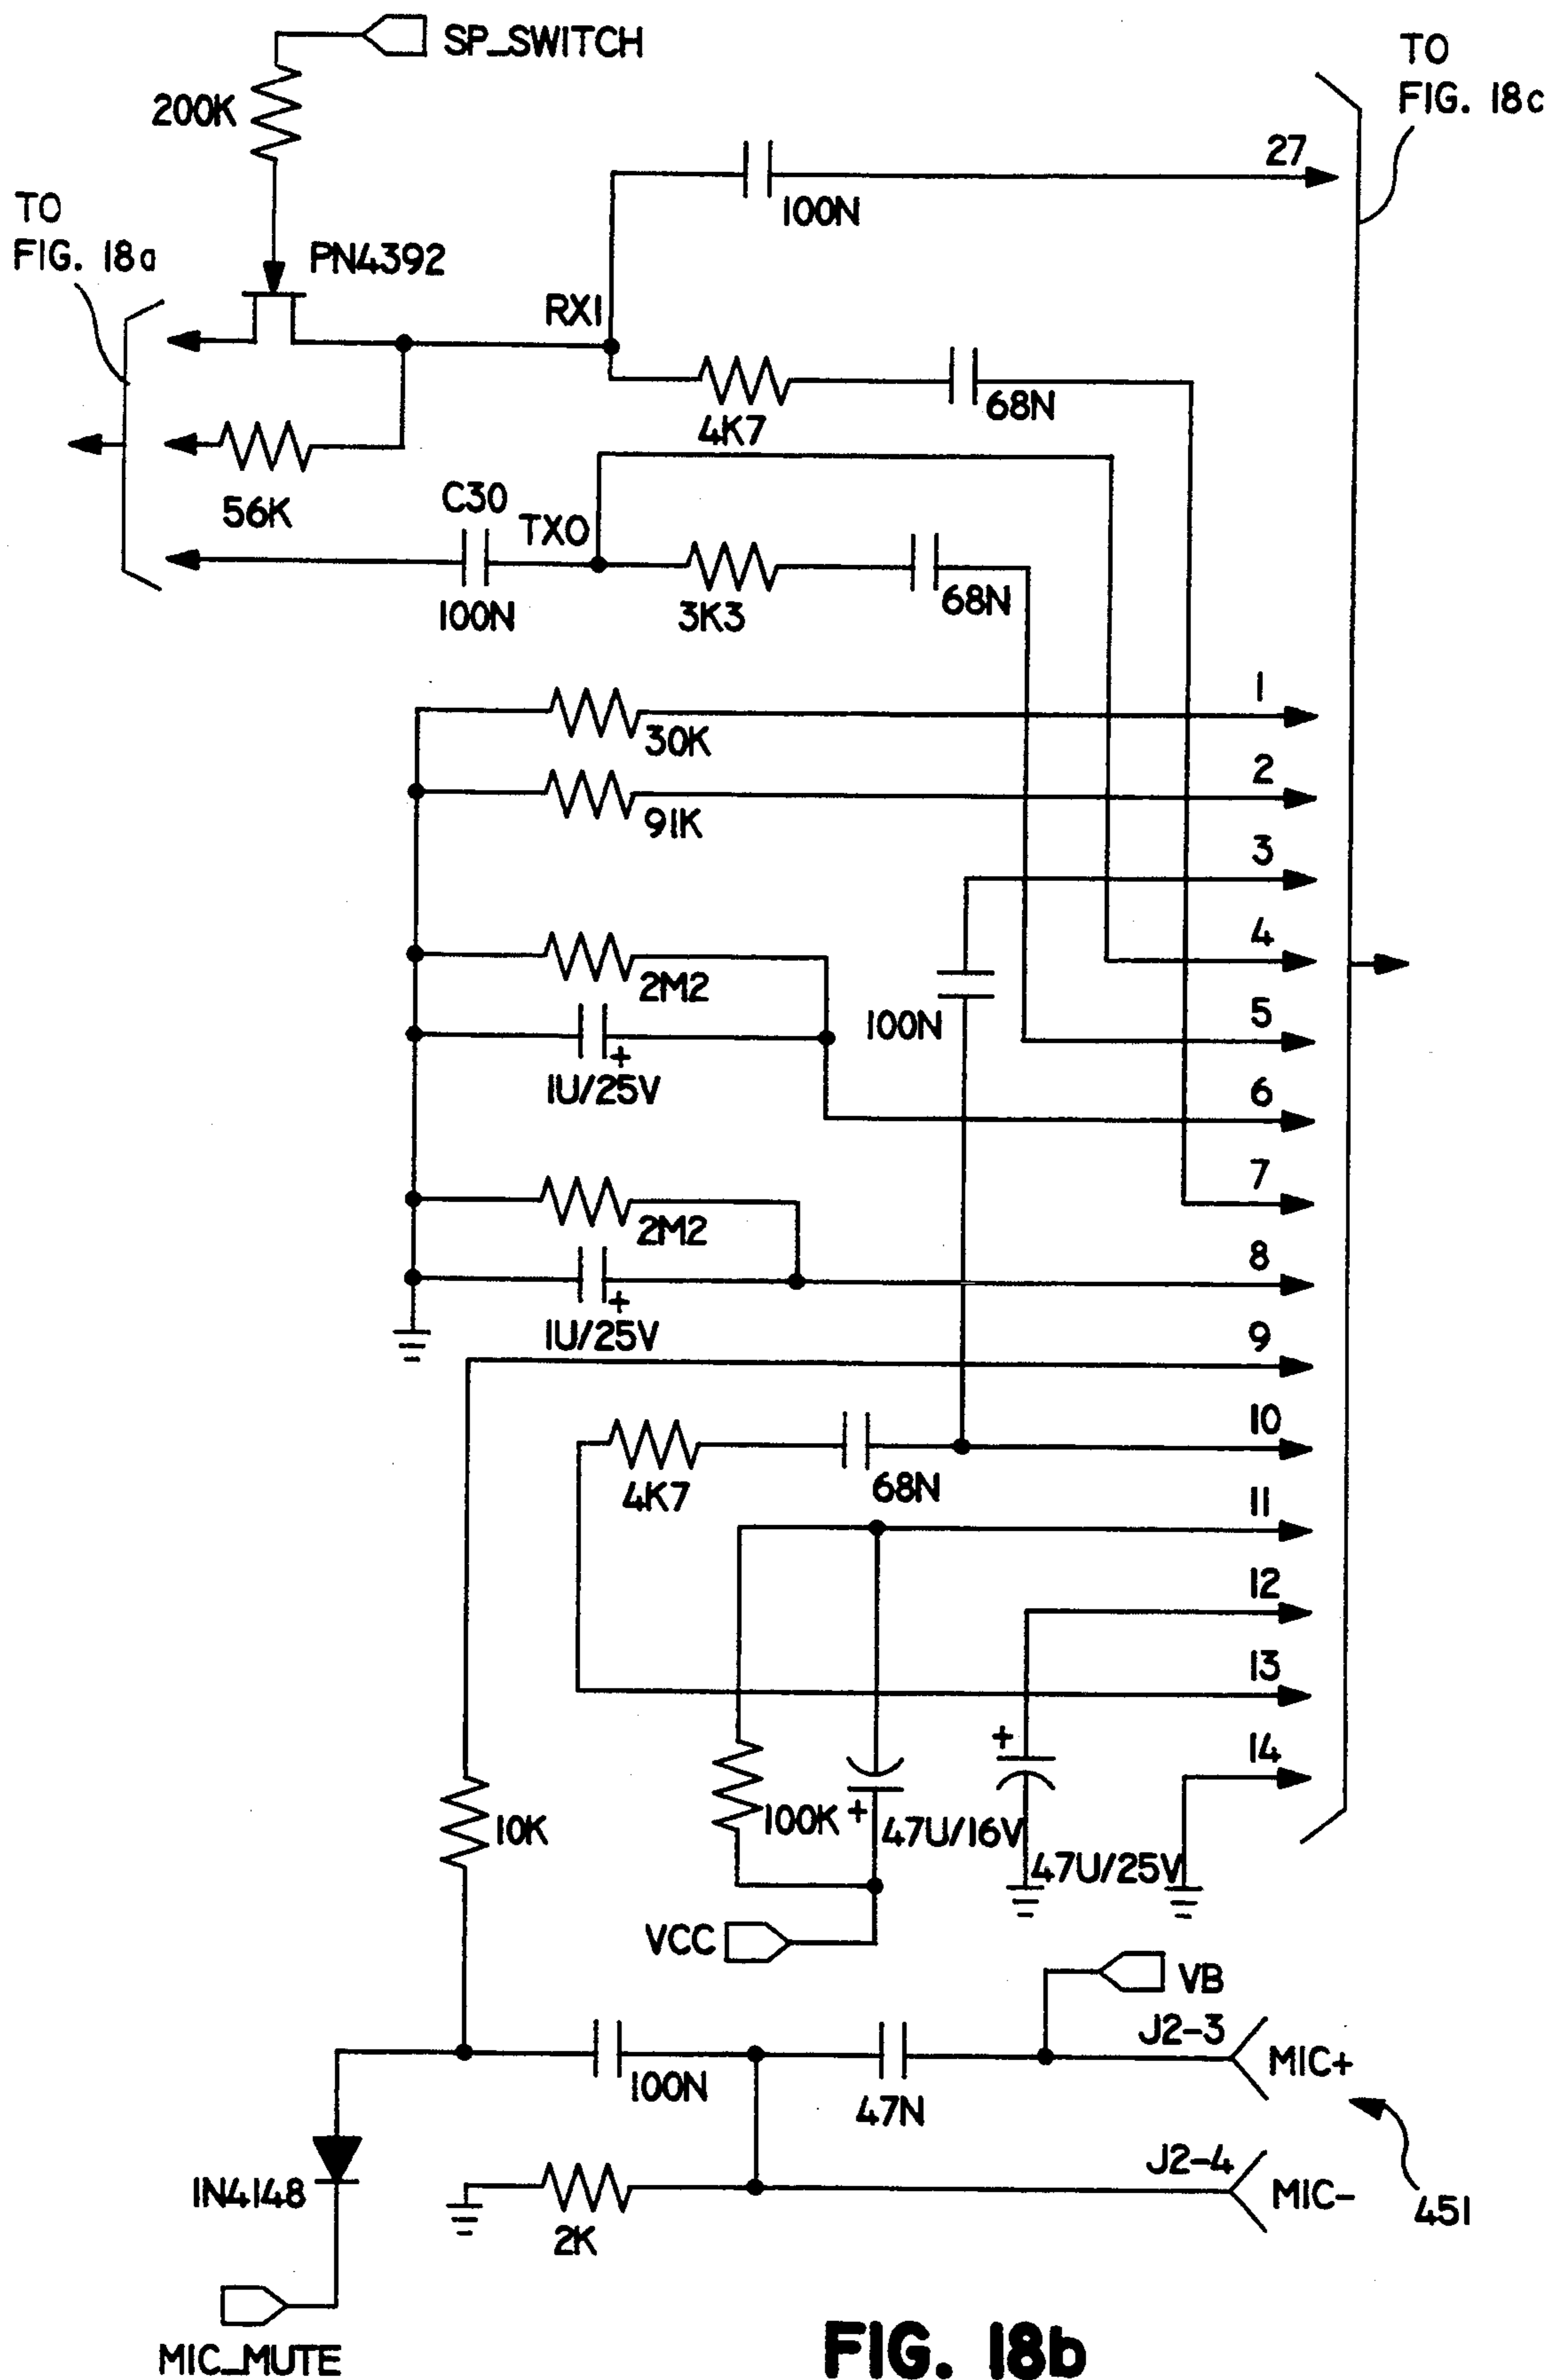 SP_SWITCH
TO
FIG. 18c
200K
27
100N
TO
FIG. 18a
PN4392
RX1
4K7
68N
56K
C30
TXO
100N
3K3
68N
1
30K
2
91K
3
4
2M2
100N
5
+
1U/25V
6
7
2M2
8
+
1U/25V
9
10
4K7
68N
11
12
13
+
14
10K
100K
+
47U/16V
47U/25V
VCC
VB
J2-3
MIC+
100N
47N
J2-4
MIC-
451
1N4148
2K
MIC_MUTE
FIG. 18b